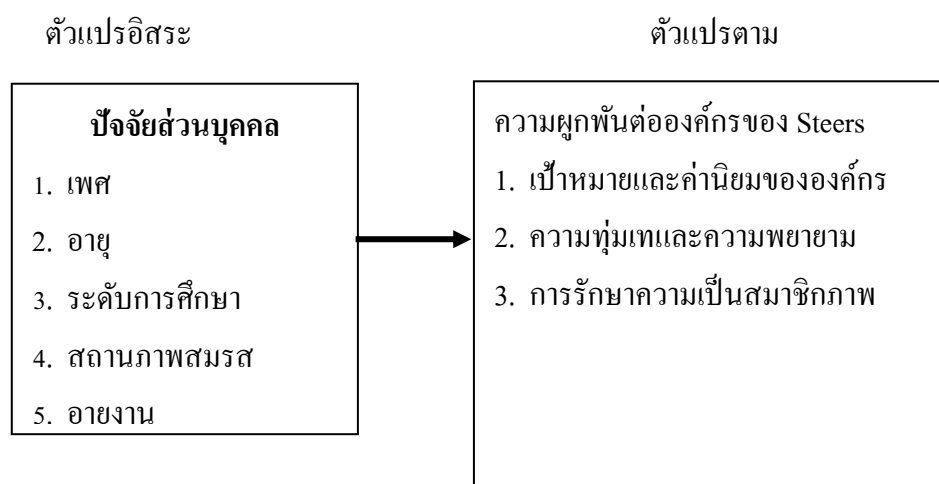 ตัวแปรอิสระ
ตัวแปรตาม
ปัจจัยส่วนบุคคล
1. เพศ
2. อายุ
3. ระดับการศึกษา
4. สถานภาพสมรส
5. อายงาน
ความผูกพันต่อองค์กรของ Steers
1. เป้าหมายและค่านิยมขององค์กร
2. ความทุ่มเทและความพยายาม
3. การรักษาความเป็นสมาชิกภาพ